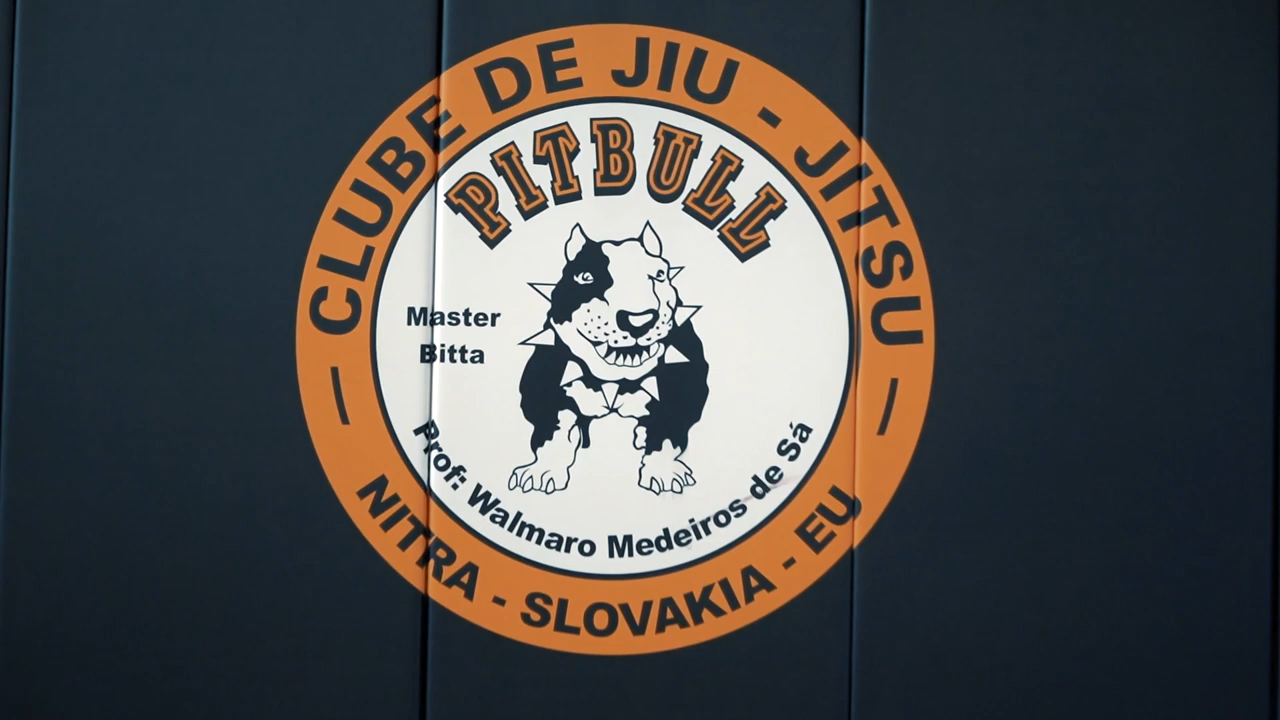 CLUBE DE JIU - JITSU
PITBULL
Master
Bitta
Prof: Walmaro Medeiros de Sá
NITRA - SLOVAKIA - EU